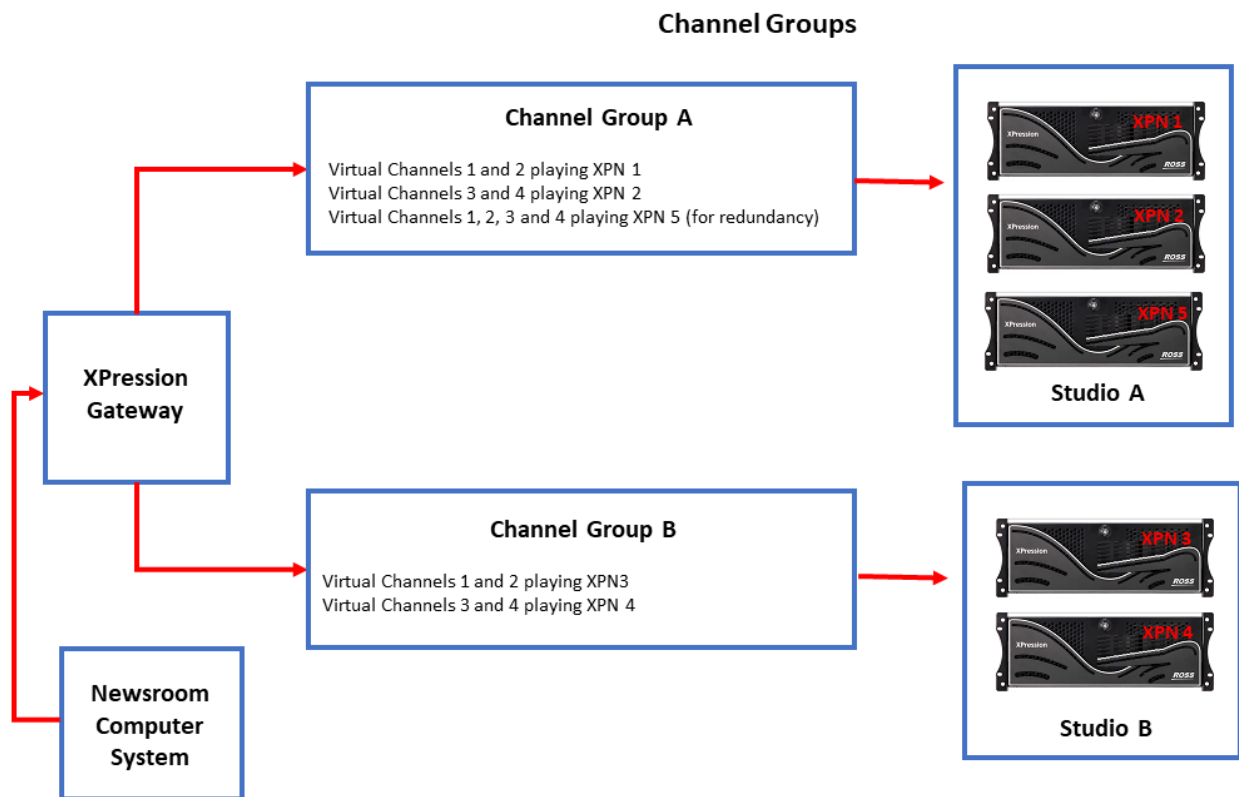 Channel Groups
Channel Group A
Virtual Channels 1 and 2 playing XPN 1
Virtual Channels 3 and 4 playing XPN 2
Virtual Channels 1, 2, 3 and 4 playing XPN 5 (for redundancy)
XPN 1
XPression
ROSS
XPN 2
XPression
ROSS
XPN 5
XPression
ROSS
Studio A
XPression
Gateway
Channel Group B
Virtual Channels 1 and 2 playing XPN3
Virtual Channels 3 and 4 playing XPN 4
XPN 3
XPression
ROSS
XPN 4
XPression
ROSS
Studio B
Newsroom
Computer
System